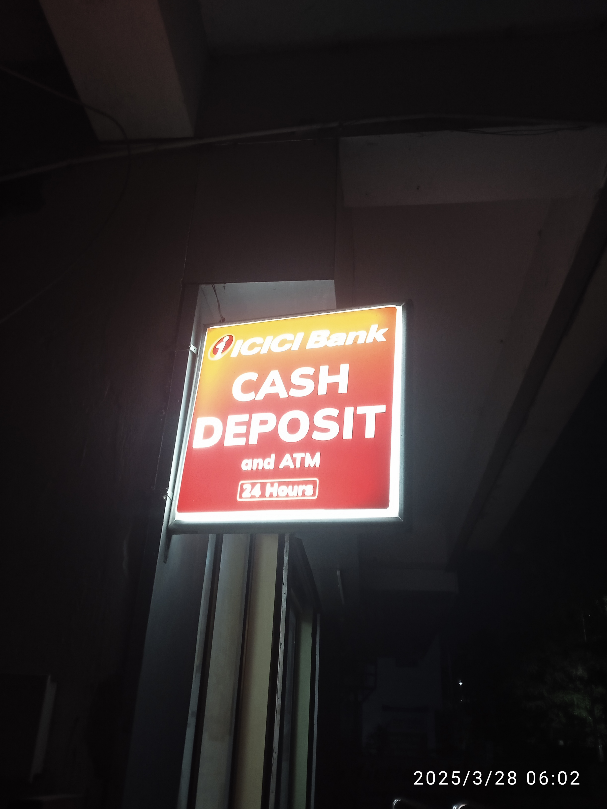 ICICI Bank
CASH
DEPOSIT
and ATM
24 Hours
2025/3/28 06:02